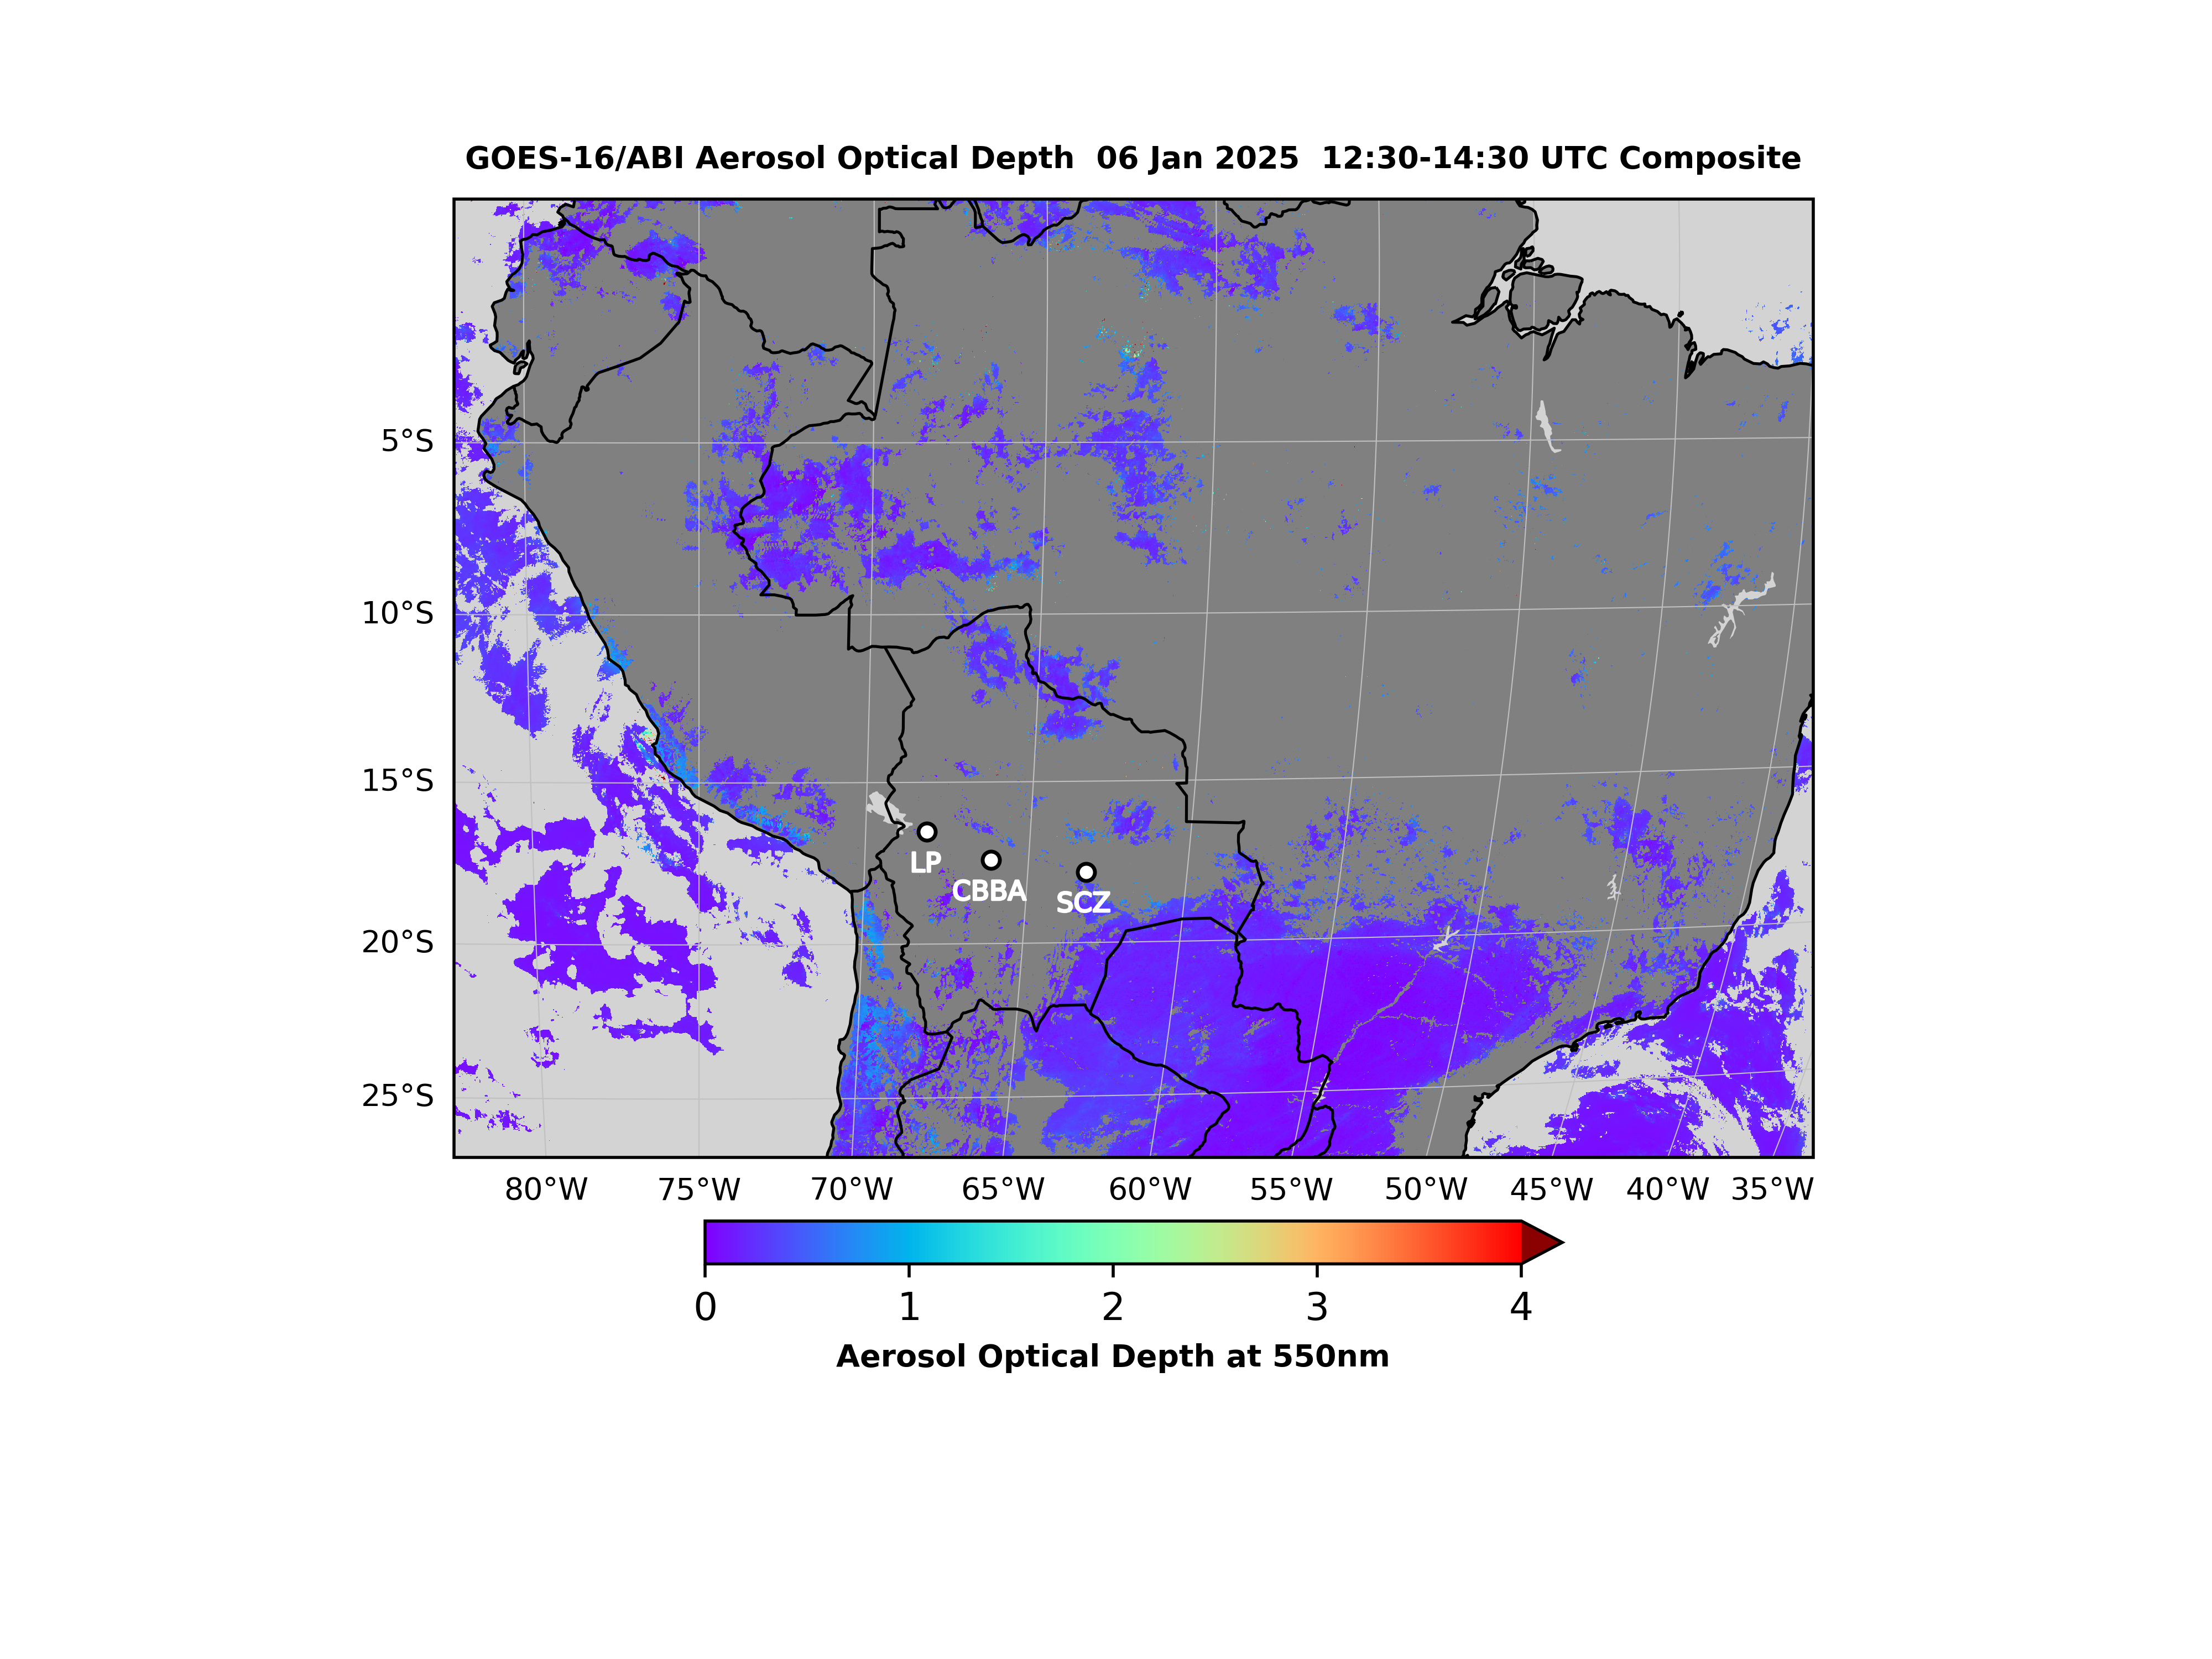 GOES-16/ABI Aerosol Optical Depth  06 Jan 2025  12:30-14:30 UTC Composite
5°S
10°S
15°S
LP
CBBA
SCZ
20°S
25°S
80°W 75°W 70°W 65°W 60°W 55°W 50°W 45°W 40°W 35°W
0 1 2 3 4
Aerosol Optical Depth at 550nm